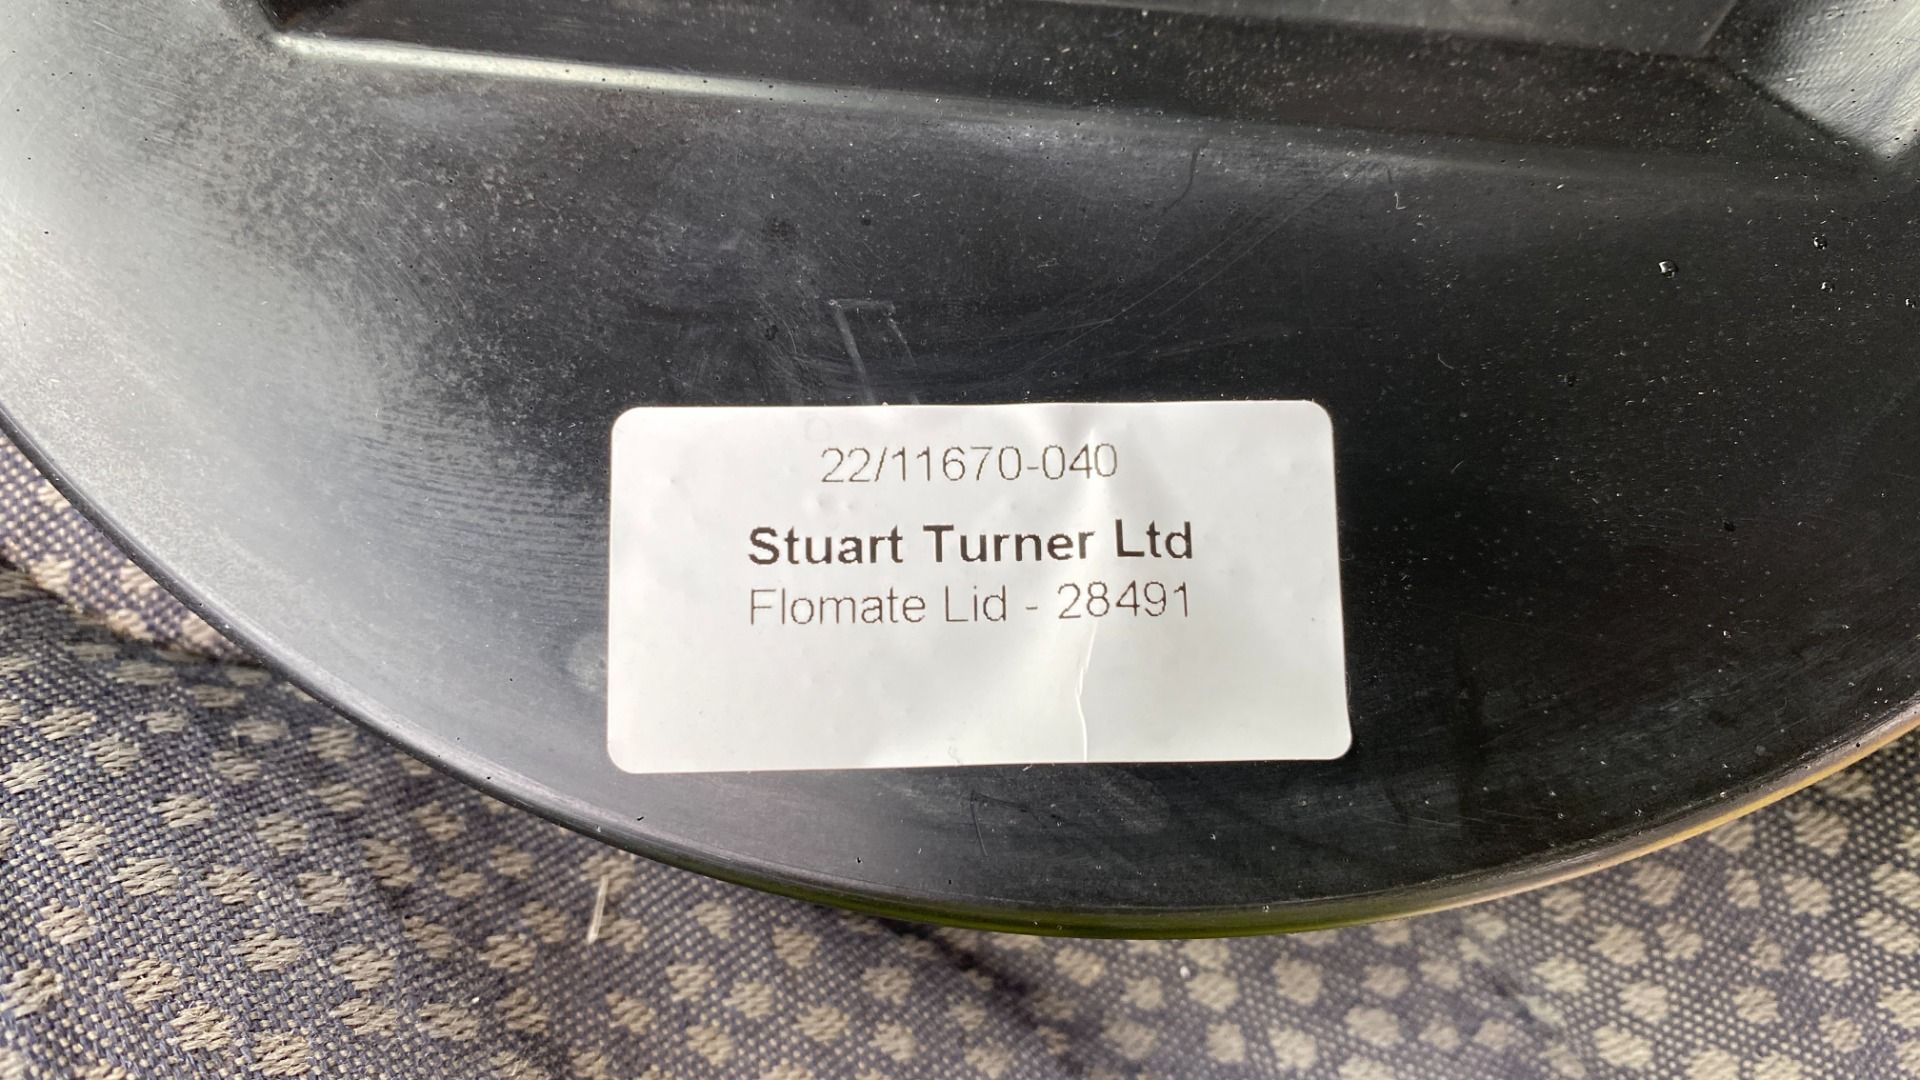 22/11670-040
Stuart Turner Ltd
Flomate Lid - 28491